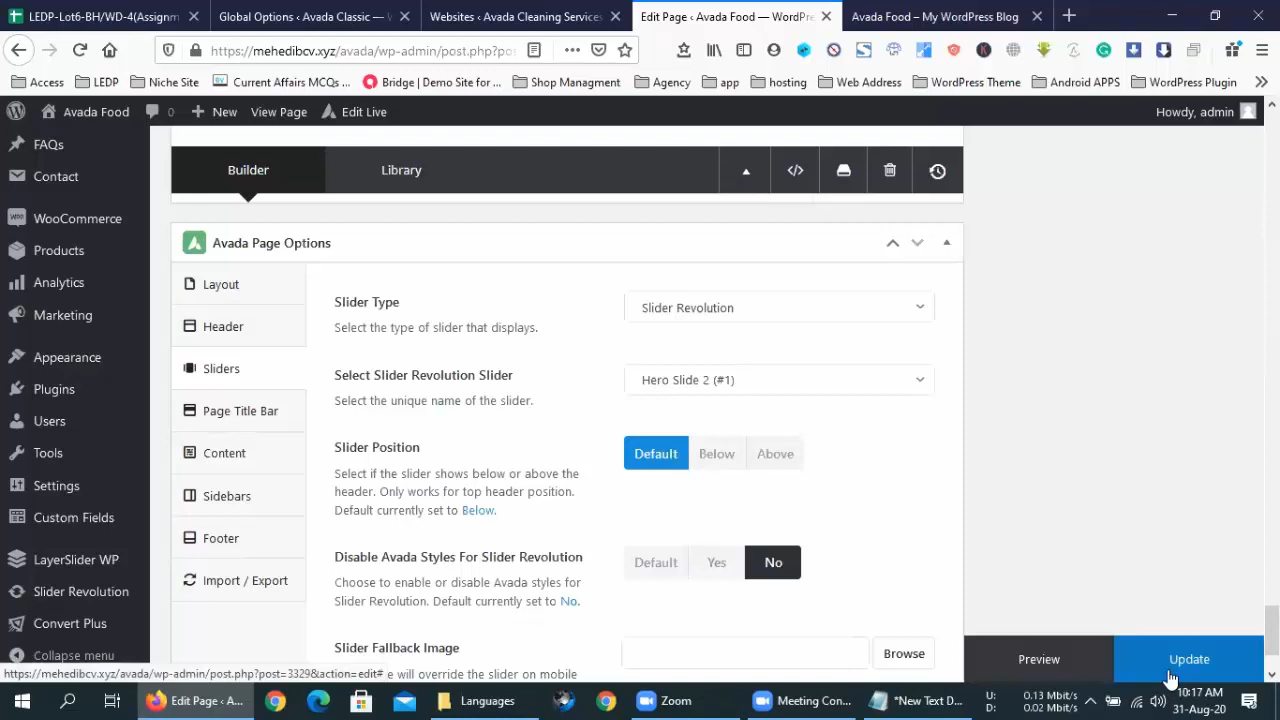 LEDP-Lot6-BH/WD-4(Assignm
Global Options ‹ Avada Classic —
Websites ‹ Avada Cleaning Services
Edit Page ‹ Avada Food — WordPre
Avada Food – My WordPress Blog
https://mehedibcv.xyz/avada/wp-admin/post.php?pos
Access
LEDP
Niche Site
Current Affairs MCQs ...
Bridge | Demo Site for ...
Shop Managment
Agency
app
hosting
Web Address
WordPress Theme
Android APPS
WordPress Plugin
Avada Food
0
New
View Page
Edit Live
Howdy, admin
FAQs
Contact
WooCommerce
Products
Analytics
Marketing
Appearance
Plugins
Users
Tools
Settings
Custom Fields
LayerSlider WP
Slider Revolution
Convert Plus
Collapse menu
Builder
Library
Avada Page Options
Layout
Header
Sliders
Page Title Bar
Content
Sidebars
Footer
Import / Export
Slider Type
Select the type of slider that displays.
Slider Revolution
Select Slider Revolution Slider
Select the unique name of the slider.
Hero Slide 2 (#1)
Slider Position
Select if the slider shows below or above the
header. Only works for top header position.
Default currently set to Below.
Default
Below
Above
Disable Avada Styles For Slider Revolution
Choose to enable or disable Avada styles for
Slider Revolution. Default currently set to No.
Default
Yes
No
Slider Fallback Image
e will override the slider on mobile
Browse
Preview
Update
https://mehedibcv.xyz/avada/wp-admin/post.php?post=3329&action=edit#
Edit Page ‹ A...
Languages
Zoom
Meeting Con...
*New Text D...
U: 0.13 Mbit/s
D: 0.02 Mbit/s
10:17 AM
31-Aug-20